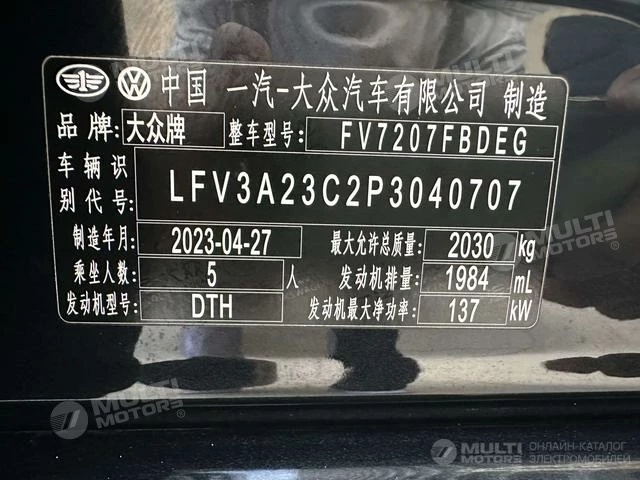 中国 一汽-大众汽车有限公司 制造
品牌: 大众牌 整车型号: FV7207FBDEG
车辆识别代号: LFV3A23C2P3040707
制造年月: 2023-04-27 最大允许总质量: 2030 kg
乘坐人数: 5 人 发动机排量: 1984 mL
发动机型号: DTH 发动机最大净功率: 137 kW
MULTI MOTORS
MULTI MOTORS
MULTI MOTORS
MULTI MOTORS
MULTI MOTORS ОНЛАЙН-КАТАЛОГ ЭЛЕКТРОМОБИЛЕЙ